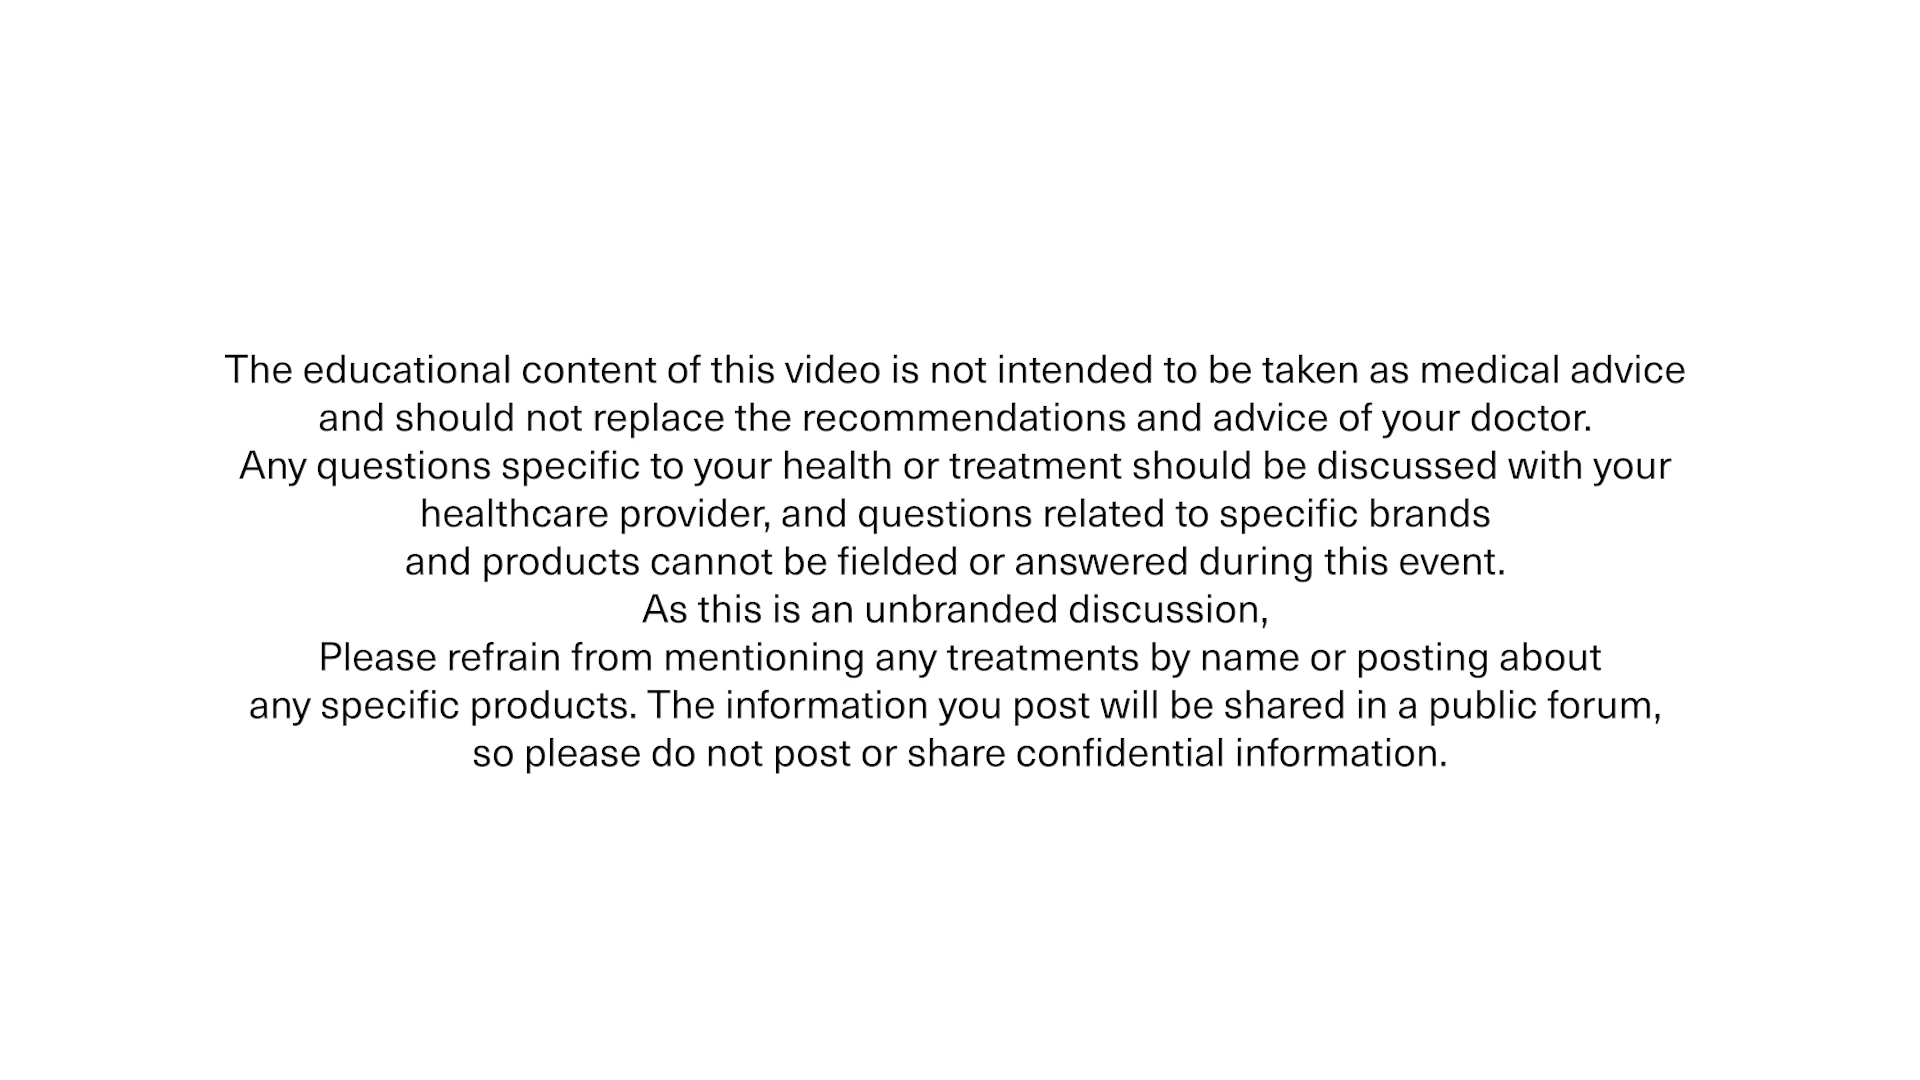 The educational content of this video is not intended to be taken as medical advice
and should not replace the recommendations and advice of your doctor.
Any questions specific to your health or treatment should be discussed with your
healthcare provider, and questions related to specific brands
and products cannot be fielded or answered during this event.
As this is an unbranded discussion,
Please refrain from mentioning any treatments by name or posting about
any specific products. The information you post will be shared in a public forum,
so please do not post or share confidential information.